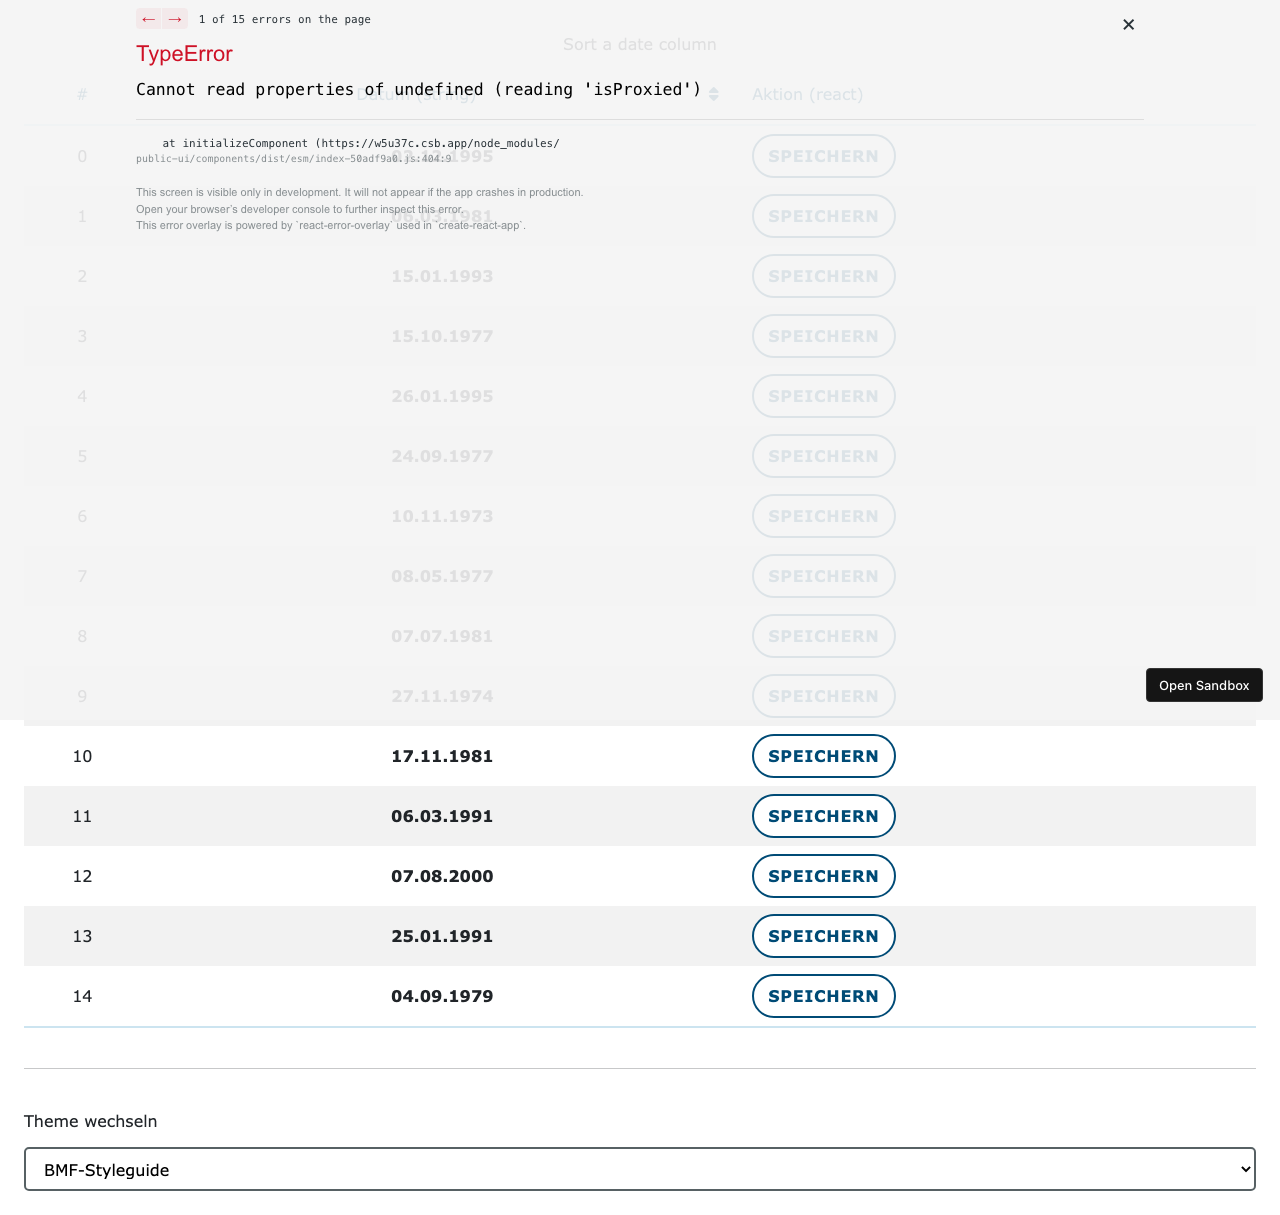 ← → 1 of 15 errors on the page
×
Sort a date column
TypeError
Cannot read properties of undefined (reading 'isProxied')
# Datum (string) Aktion (react)
at initializeComponent (https://w5u37c.csb.app/node_modules/
public-ui/components/dist/esm/index-50adf9a0.js:404:9
0 03.12.1995 SPEICHERN
This screen is visible only in development. It will not appear if the app crashes in production.
Open your browser’s developer console to further inspect this error.
This error overlay is powered by `react-error-overlay` used in `create-react-app`.
1 06.03.1981 SPEICHERN
2 15.01.1993 SPEICHERN
3 15.10.1977 SPEICHERN
4 26.01.1995 SPEICHERN
5 24.09.1977 SPEICHERN
6 10.11.1973 SPEICHERN
7 08.05.1977 SPEICHERN
8 07.07.1981 SPEICHERN
9 27.11.1974 SPEICHERN
Open Sandbox
10 17.11.1981 SPEICHERN
11 06.03.1991 SPEICHERN
12 07.08.2000 SPEICHERN
13 25.01.1991 SPEICHERN
14 04.09.1979 SPEICHERN
Theme wechseln
BMF-Styleguide